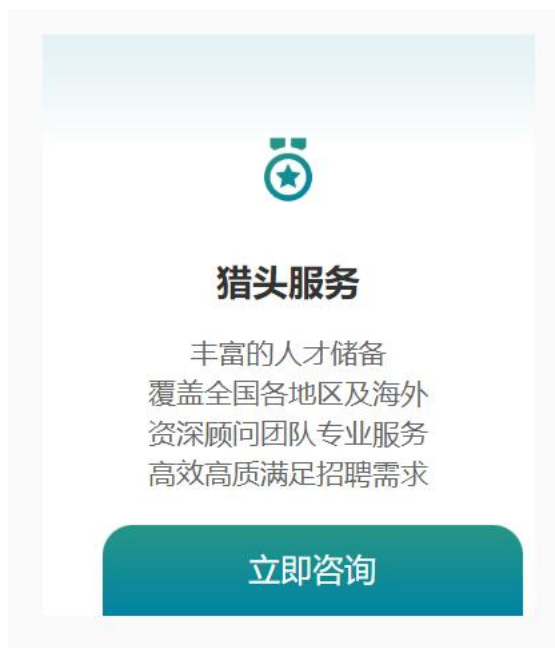 猎头服务
丰富的人才储备
覆盖全国各地区及海外
资深顾问团队专业服务
高效高质满足招聘需求
立即咨询